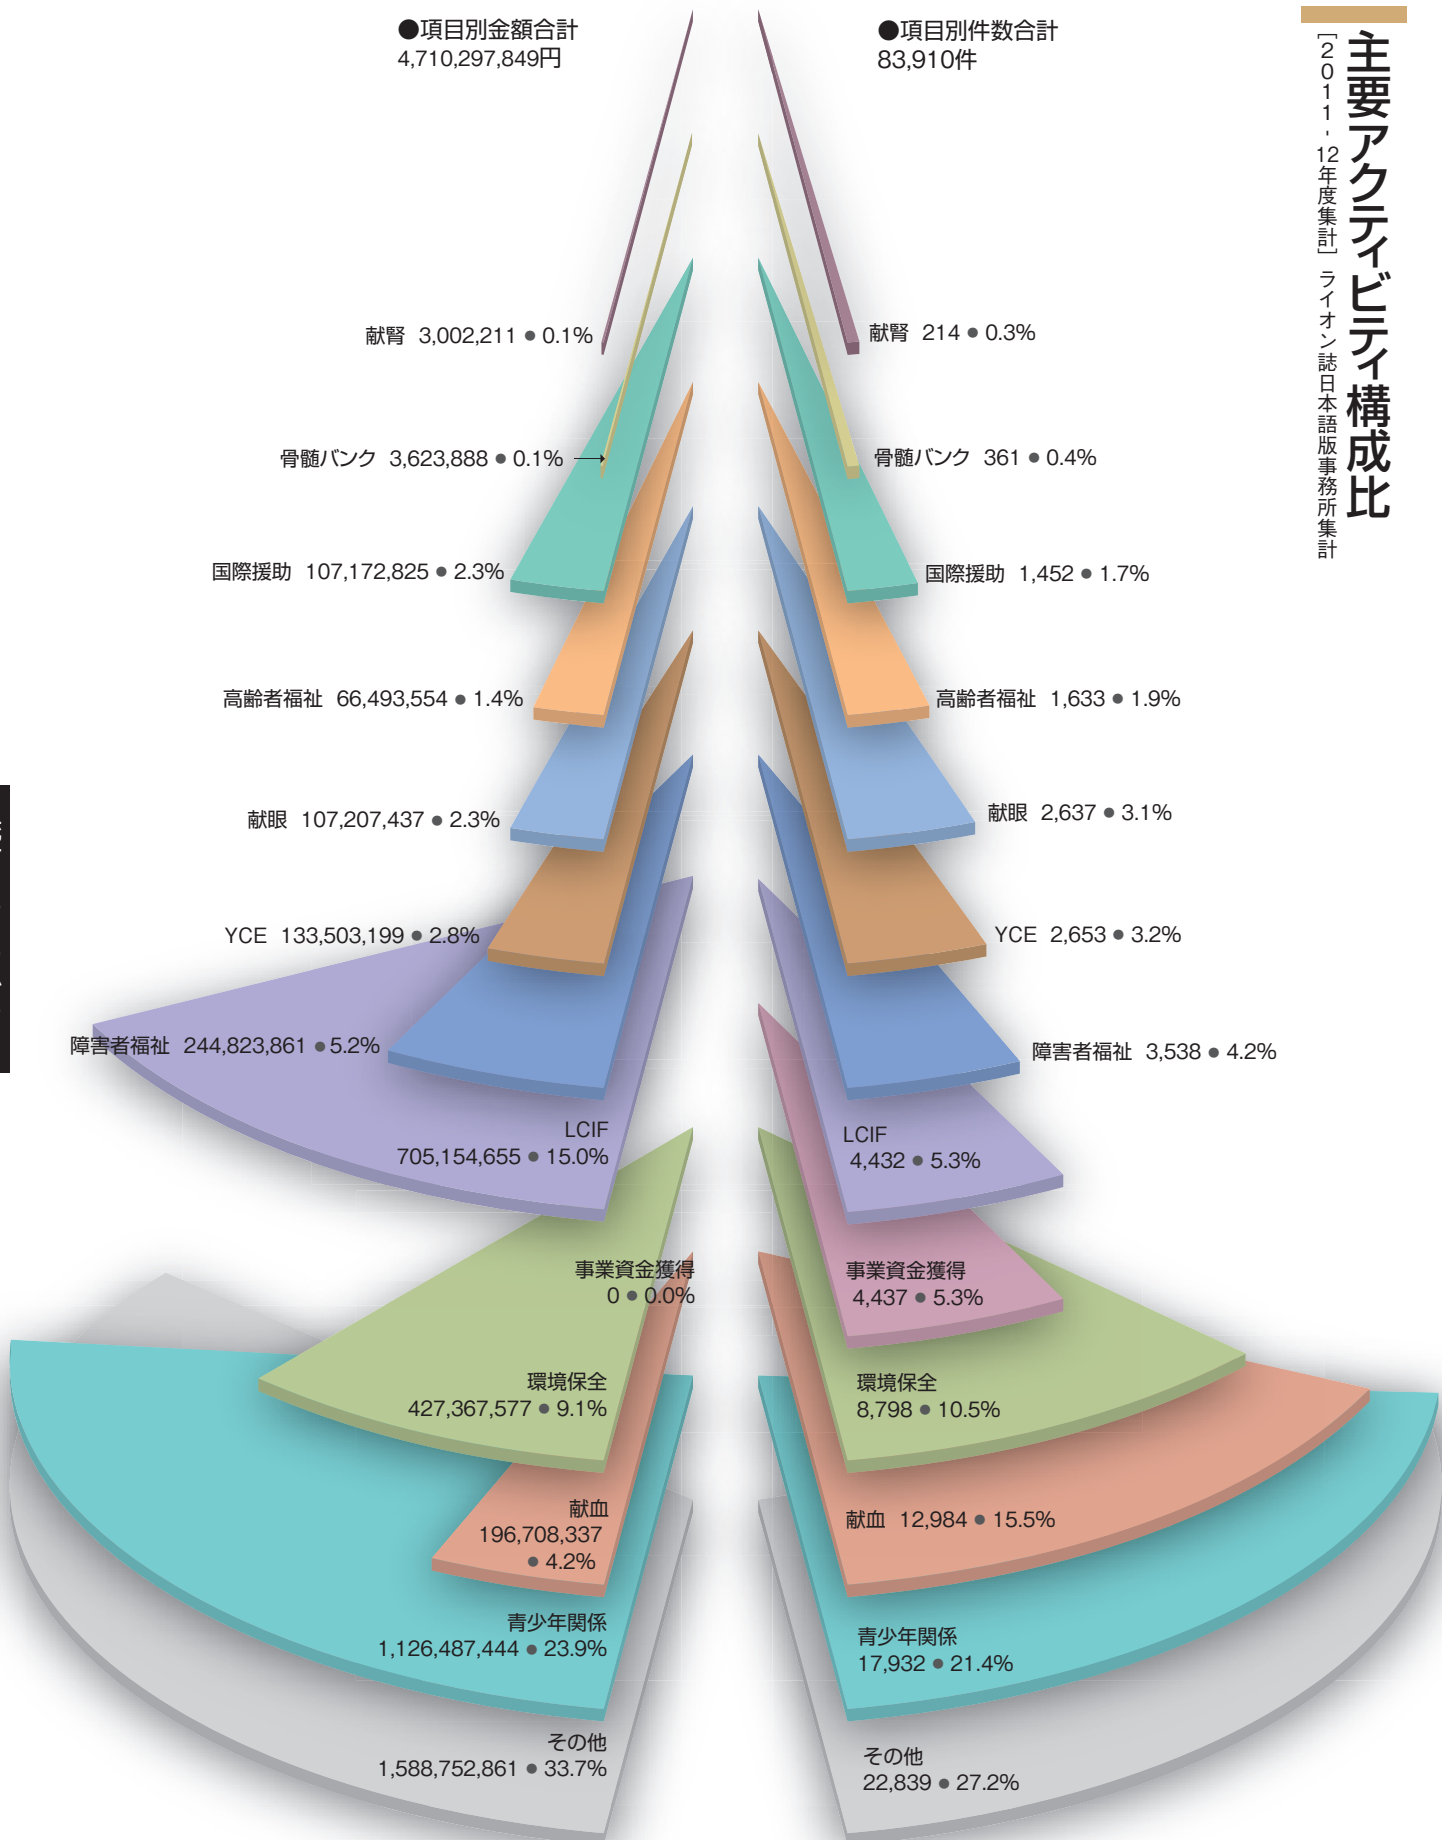 主要アクティビティ構成比
［2011-12年度集計］ ライオン誌日本語版事務所集計
●項目別金額合計
4,710,297,849円
献腎 3,002,211 ● 0.1%
骨髄バンク 3,623,888 ● 0.1%
国際援助 107,172,825 ● 2.3%
高齢者福祉 66,493,554 ● 1.4%
献眼 107,207,437 ● 2.3%
YCE 133,503,199 ● 2.8%
障害者福祉 244,823,861 ● 5.2%
LCIF
705,154,655 ● 15.0%
事業資金獲得
0 ● 0.0%
環境保全
427,367,577 ● 9.1%
献血
196,708,337
● 4.2%
青少年関係
1,126,487,444 ● 23.9%
その他
1,588,752,861 ● 33.7%
●項目別件数合計
83,910件
献腎 214 ● 0.3%
骨髄バンク 361 ● 0.4%
国際援助 1,452 ● 1.7%
高齢者福祉 1,633 ● 1.9%
献眼 2,637 ● 3.1%
YCE 2,653 ● 3.2%
障害者福祉 3,538 ● 4.2%
LCIF
4,432 ● 5.3%
事業資金獲得
4,437 ● 5.3%
環境保全
8,798 ● 10.5%
献血 12,984 ● 15.5%
青少年関係
17,932 ● 21.4%
その他
22,839 ● 27.2%